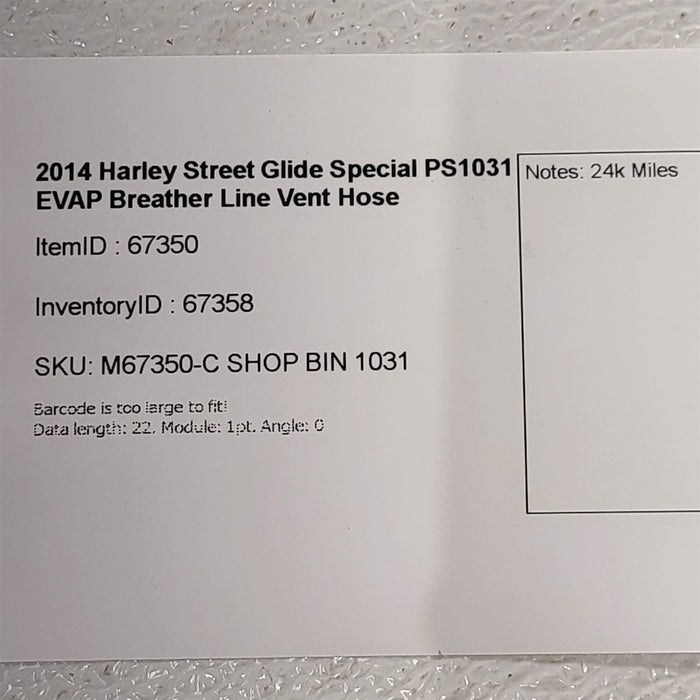 2014 Harley Street Glide Special PS1031
EVAP Breather Line Vent Hose
Notes: 24k Miles
ItemID : 67350
InventoryID : 67358
SKU: M67350-C SHOP BIN 1031
Barcode is too large to fit!
Data length: 22, Module: 1pt. Angle: 0